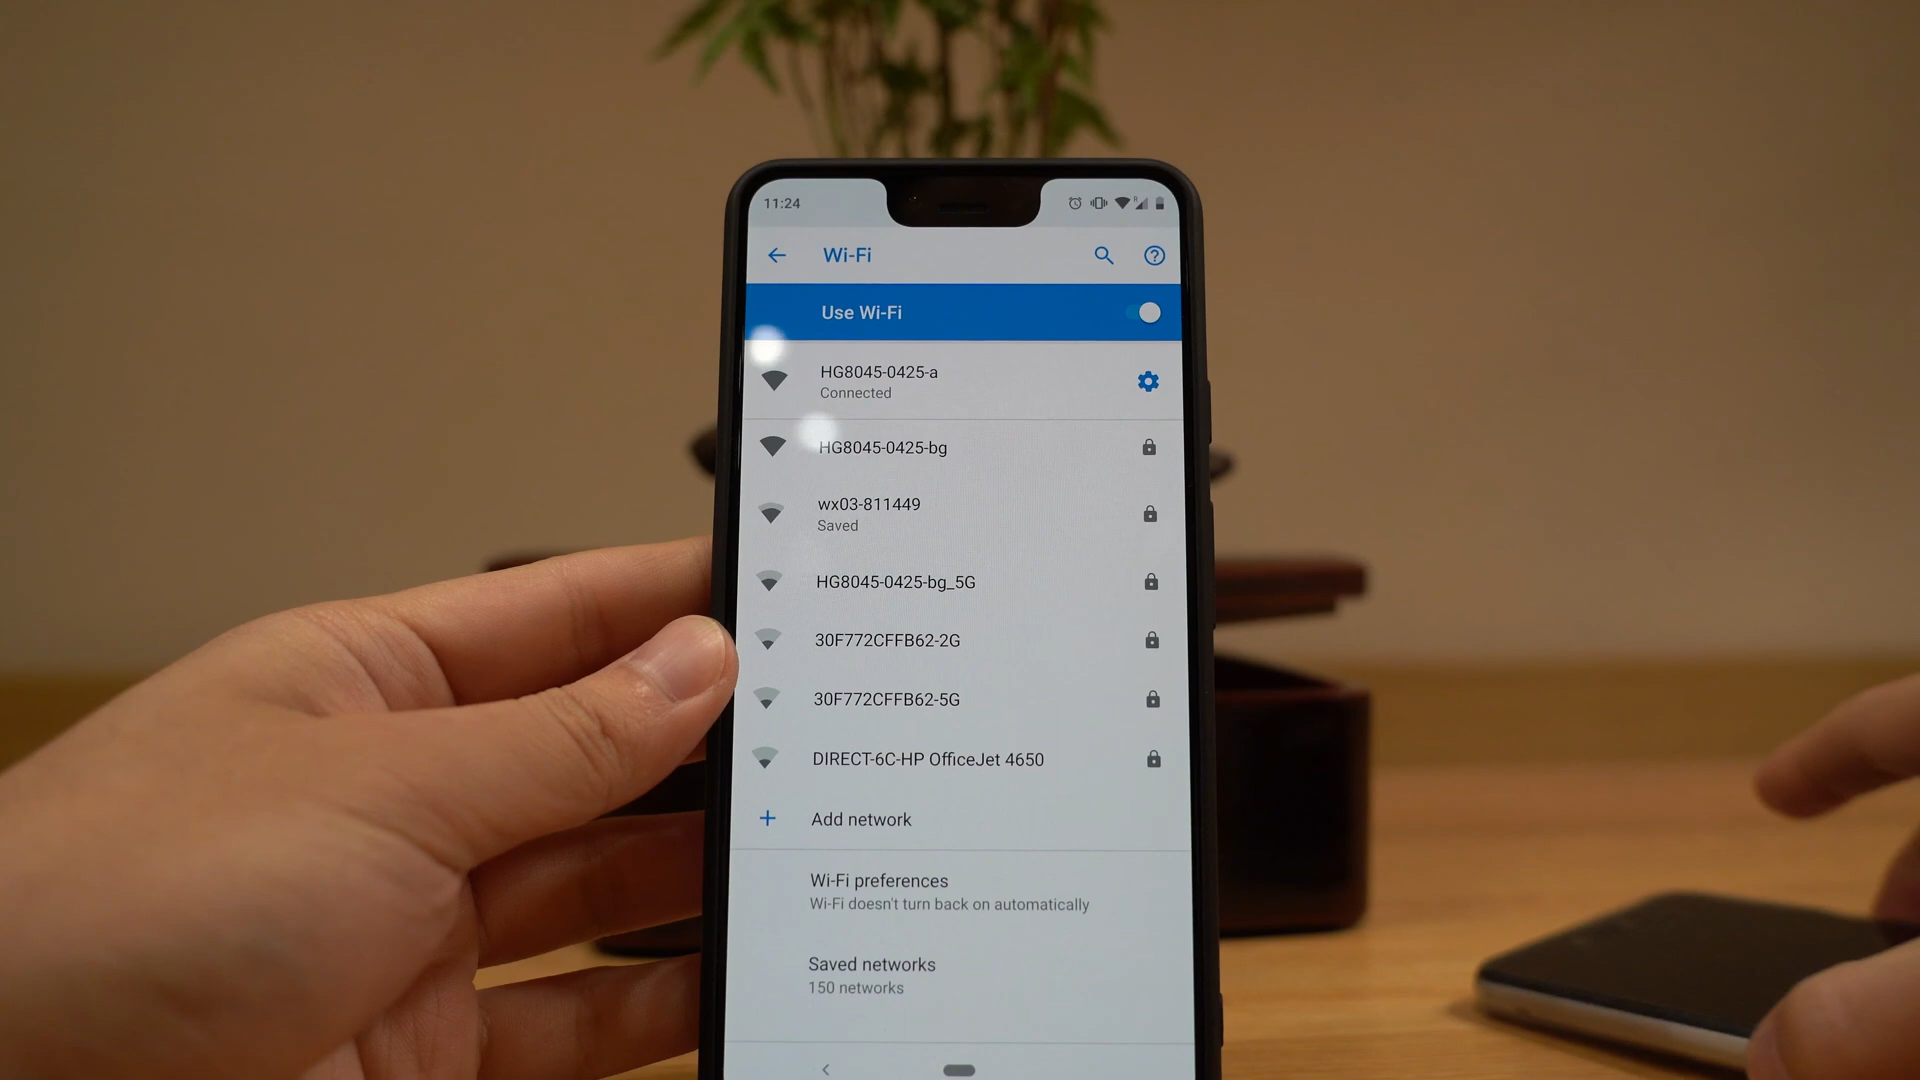 11:24
Wi-Fi
Use Wi-Fi
HG8045-0425-a
Connected
HG8045-0425-bg
wx03-811449
Saved
HG8045-0425-bg_5G
30F772CFFB62-2G
30F772CFFB62-5G
DIRECT-6C-HP OfficeJet 4650
Add network
Wi-Fi preferences
Wi-Fi doesn't turn back on automatically
Saved networks
150 networks